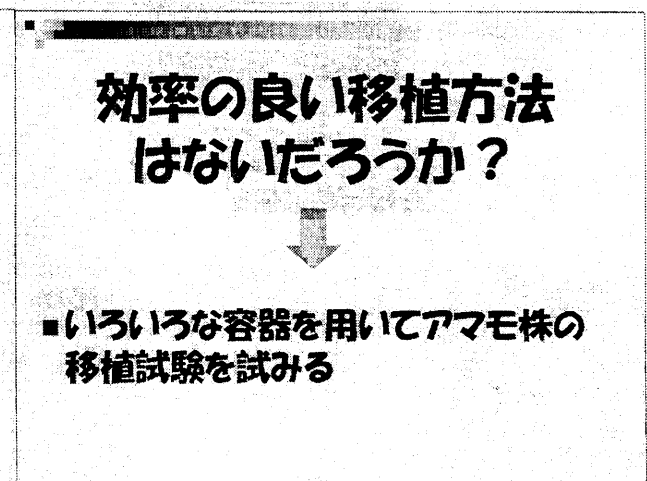 効率の良い移植方法
はないだろうか?
■いろいろな容器を用いてアマモ株の
移植試験を試みる